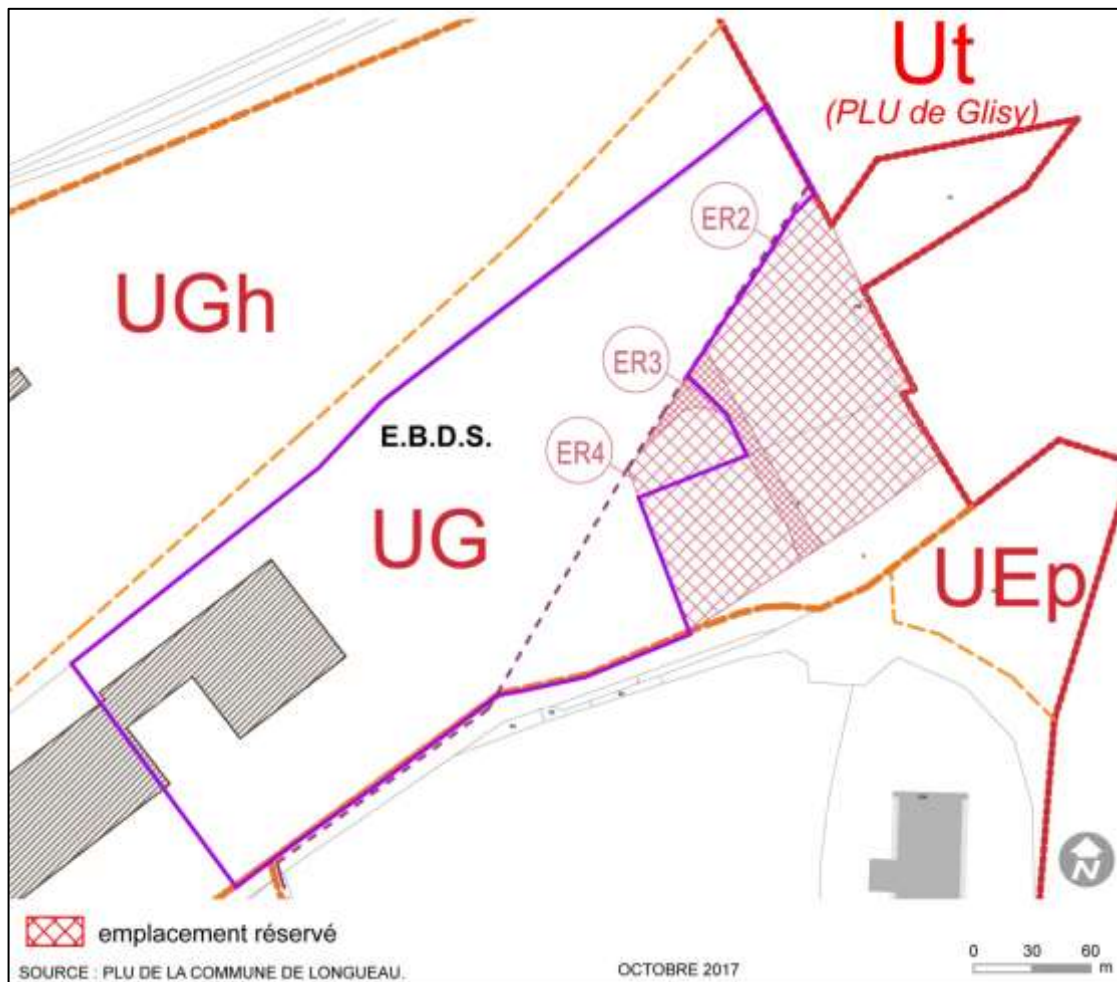 Ut
(PLU de Glisy)
ER2
UGh
ER3
E.B.D.S.
ER4
UG
UEp
N
emplacement réservé
SOURCE : PLU DE LA COMMUNE DE LONGUEAU.
OCTOBRE 2017
0 30 60
m